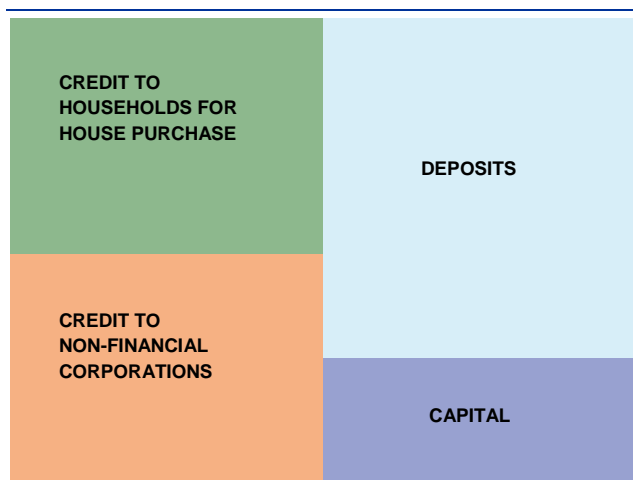 CREDIT TO
HOUSEHOLDS FOR
HOUSE PURCHASE
DEPOSITS
CREDIT TO
NON-FINANCIAL
CORPORATIONS
CAPITAL